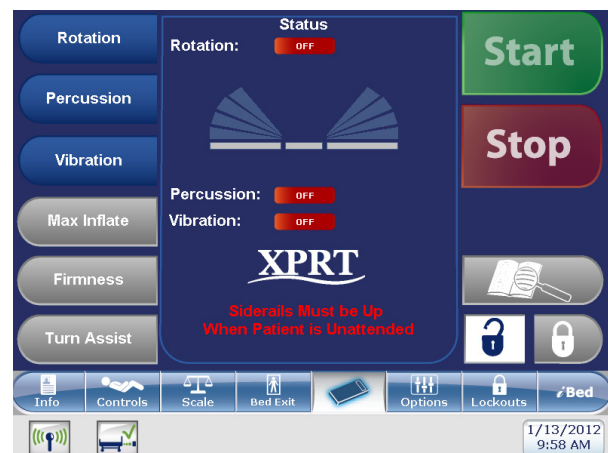 Rotation
Percussion
Vibration
Max Inflate
Firmness
Turn Assist
Status
Rotation: OFF
Percussion: OFF
Vibration: OFF
XPRT
Siderails Must be Up
When Patient is Unattended
Start
Stop
Info
Controls
Scale
Bed Exit
Options
Lockouts
iBed
1/13/2012
9:58 AM